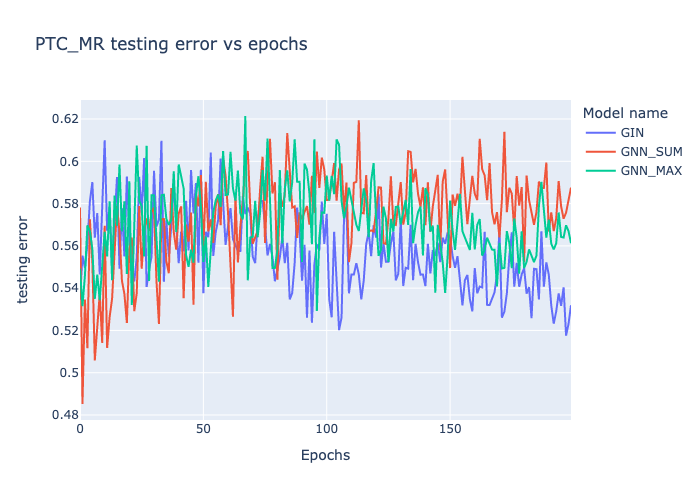 PTC_MR testing error vs epochs
Model name
GIN
GNN_SUM
GNN_MAX
testing error
0.62
0.6
0.58
0.56
0.54
0.52
0.5
0.48
0
50
100
150
Epochs